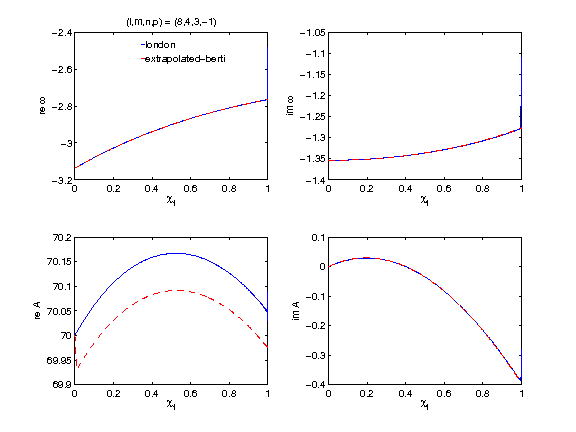 (l,m,n,p) = (8,4,3,−1)
−2.4
−2.6
−2.8
−3
−3.2
re ω
0 0.2 0.4 0.6 0.8 1
χf
london
extrapolated−berti
−1.05
−1.1
−1.15
−1.2
−1.25
−1.3
−1.35
−1.4
im ω
0 0.2 0.4 0.6 0.8 1
χf
70.2
70.15
70.1
70.05
70
69.95
69.9
re A
0 0.2 0.4 0.6 0.8 1
χf
0.1
0
−0.1
−0.2
−0.3
−0.4
im A
0 0.2 0.4 0.6 0.8 1
χf